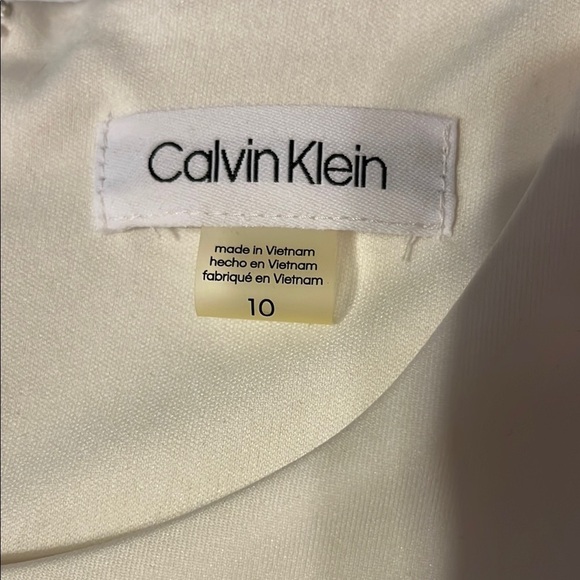 Calvin Klein
made in Vietnam
hecho en Vietnam
fabriqué en Vietnam
10